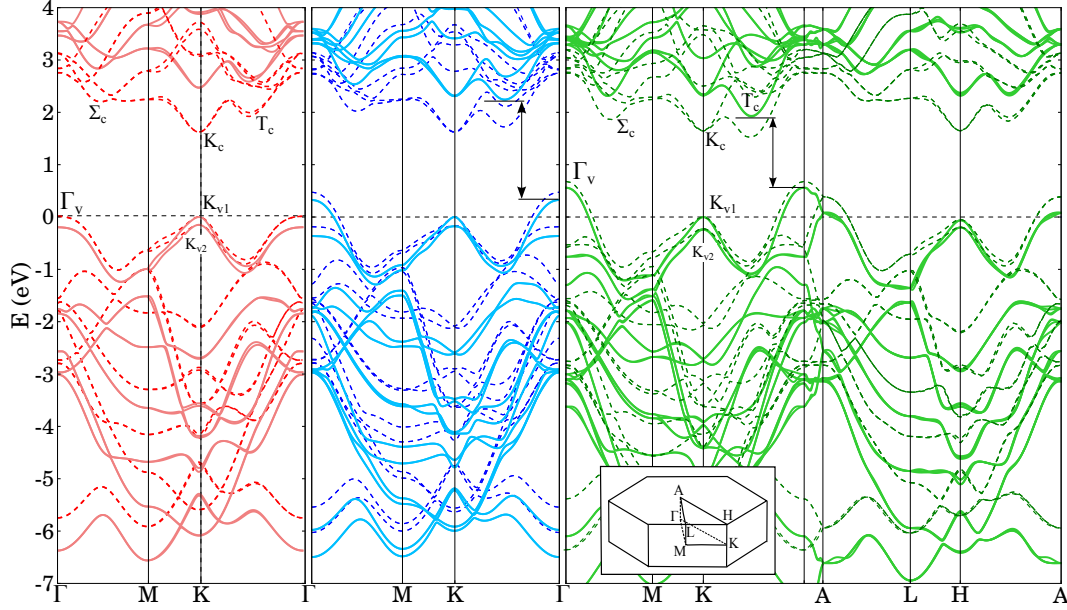 E (eV)
4
3
2
1
0
-1
-2
-3
-4
-5
-6
-7
Σc
Kc
Tc
Γv
Kv1
Kv2
Γ M K Γ
M K Γ
Σc
Kc
Tc
Γv
Kv1
Kv2
A
Γ
H
L
M
K
M K Γ A L H A